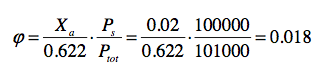 φ = X_a / 0.622 · P_s / P_tot = 0.02 / 0.622 · 100000 / 101000 = 0.018